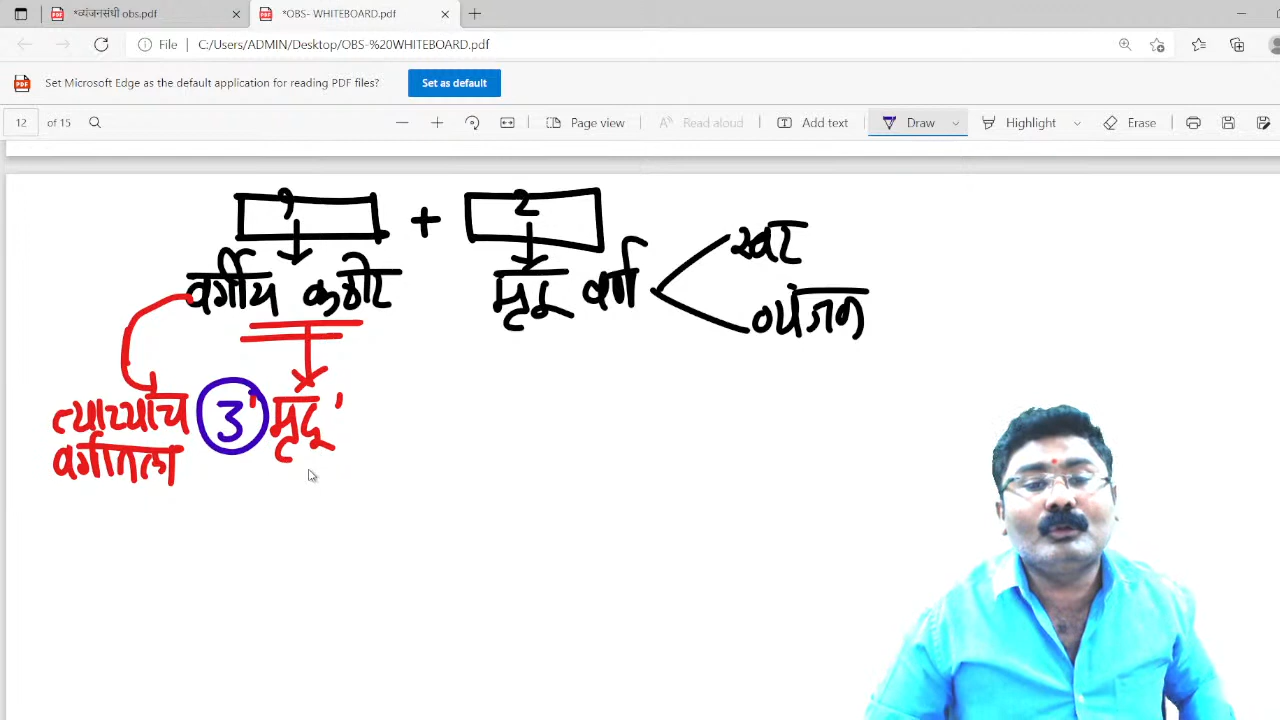 *व्यंजनसंधी obs.pdf
*OBS- WHITEBOARD.pdf
File C:/Users/ADMIN/Desktop/OBS-%20WHITEBOARD.pdf
Set Microsoft Edge as the default application for reading PDF files? Set as default
12 of 15 Page view Read aloud Add text Draw Highlight Erase
१ + 2
वर्गीय कठोर मृदू वर्ण स्वर
व्यंजन
त्याच्याच 3 'मृदू'
वर्गातला